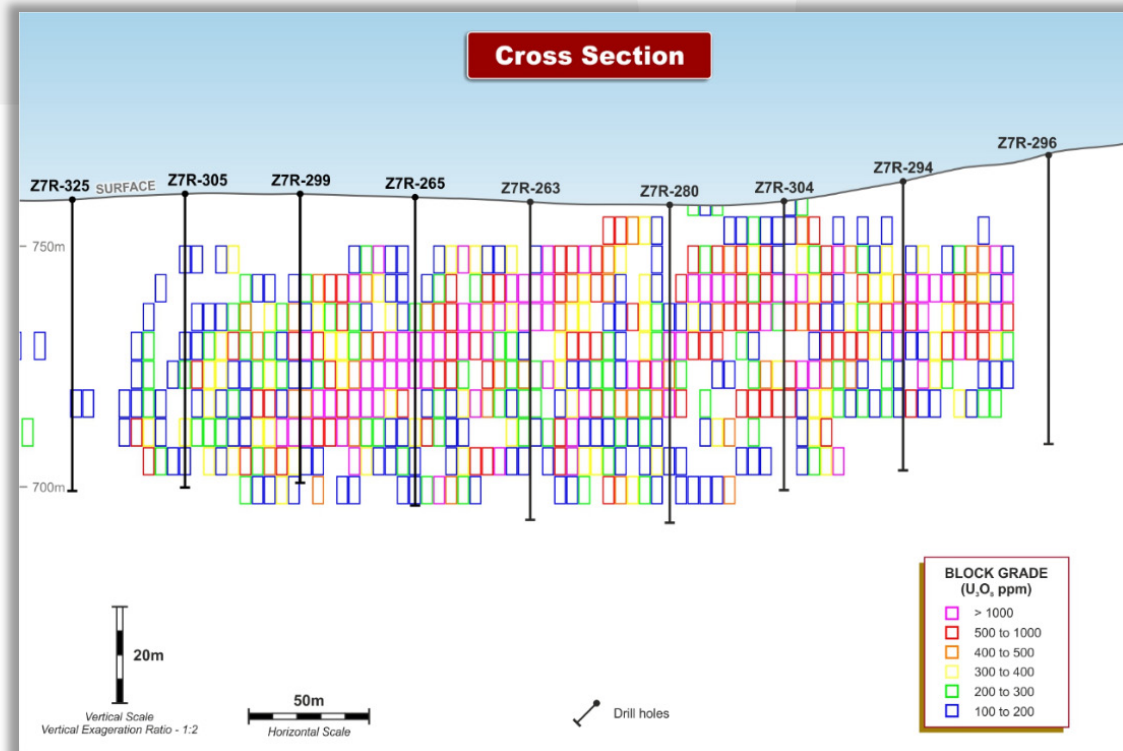 Cross Section
Z7R-296
Z7R-294
Z7R-325 SURFACE Z7R-305 Z7R-299 Z7R-265 Z7R-263 Z7R-280 Z7R-304
750m
700m
BLOCK GRADE
(U₃O₈ ppm)
> 1000
500 to 1000
400 to 500
300 to 400
200 to 300
100 to 200
20m
Vertical Scale
Vertical Exageration Ratio - 1:2
50m
Horizontal Scale
Drill holes